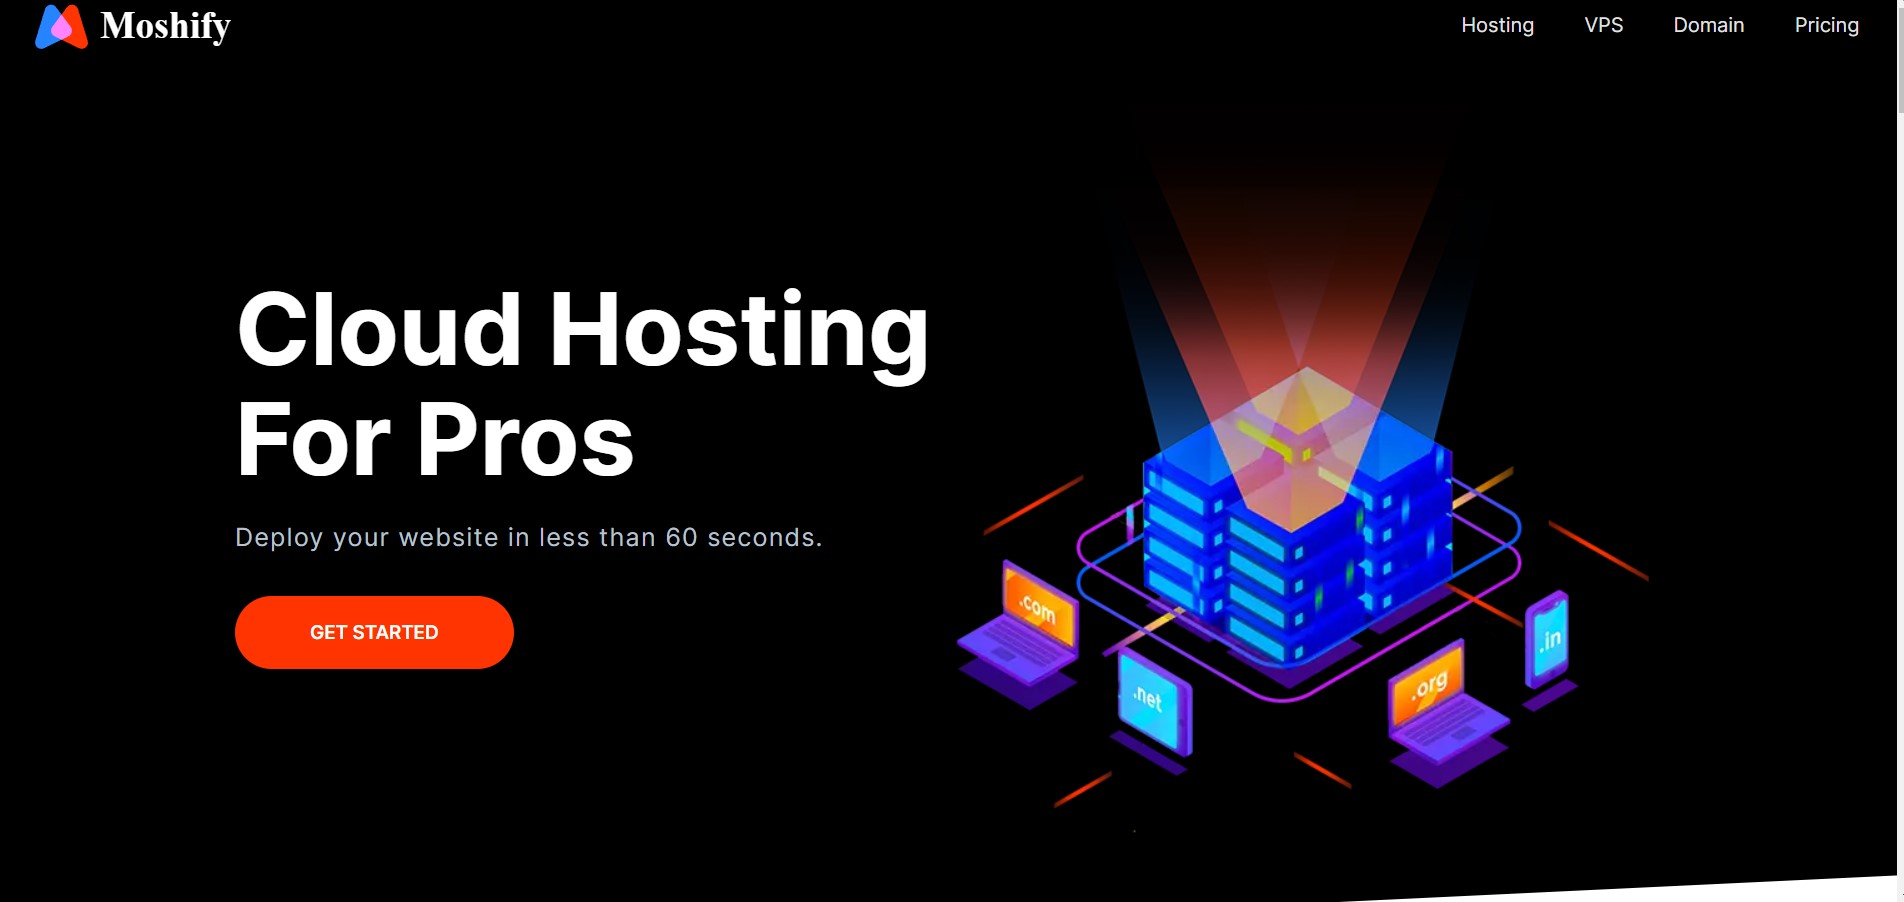 Moshify
Hosting
VPS
Domain
Pricing
Cloud Hosting
For Pros
Deploy your website in less than 60 seconds.
GET STARTED
.com
.net
.org
.in